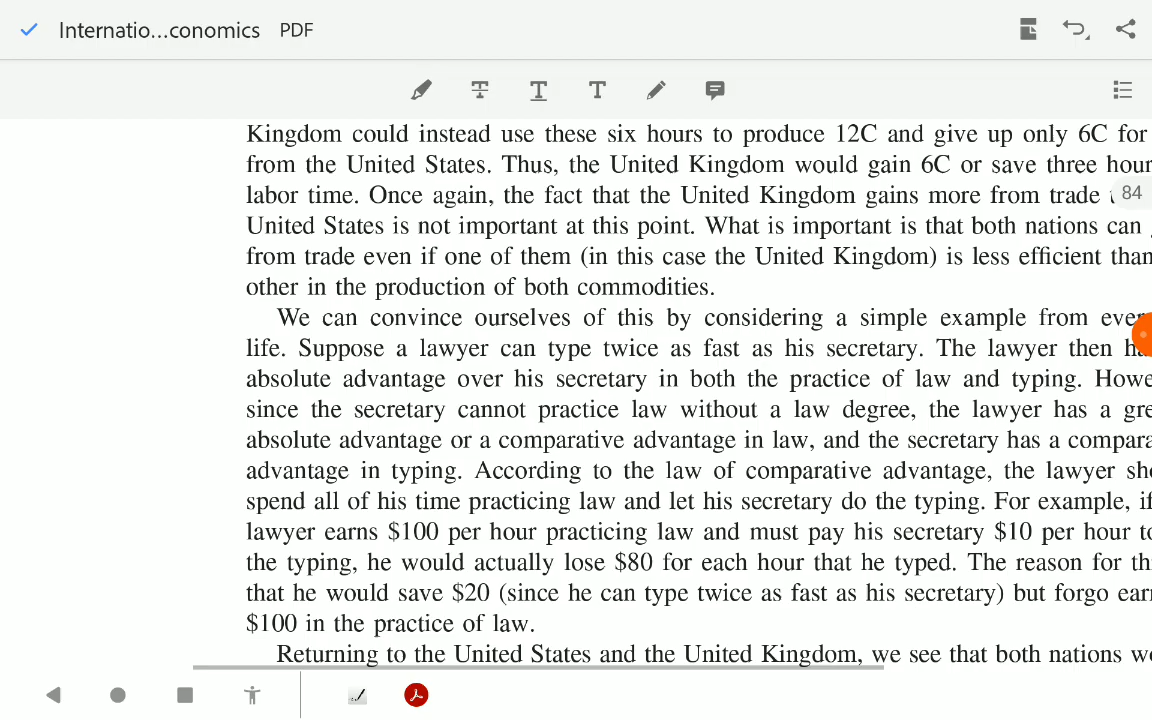 Internatio...conomics PDF
Kingdom could instead use these six hours to produce 12C and give up only 6C for
from the United States. Thus, the United Kingdom would gain 6C or save three hour
labor time. Once again, the fact that the United Kingdom gains more from trade
84
United States is not important at this point. What is important is that both nations can
from trade even if one of them (in this case the United Kingdom) is less efficient than
other in the production of both commodities.
We can convince ourselves of this by considering a simple example from ever
life. Suppose a lawyer can type twice as fast as his secretary. The lawyer then ha
absolute advantage over his secretary in both the practice of law and typing. Howe
since the secretary cannot practice law without a law degree, the lawyer has a gre
absolute advantage or a comparative advantage in law, and the secretary has a compara
advantage in typing. According to the law of comparative advantage, the lawyer sho
spend all of his time practicing law and let his secretary do the typing. For example, if
lawyer earns $100 per hour practicing law and must pay his secretary $10 per hour to
the typing, he would actually lose $80 for each hour that he typed. The reason for thi
that he would save $20 (since he can type twice as fast as his secretary) but forgo earn
$100 in the practice of law.
Returning to the United States and the United Kingdom, we see that both nations wo